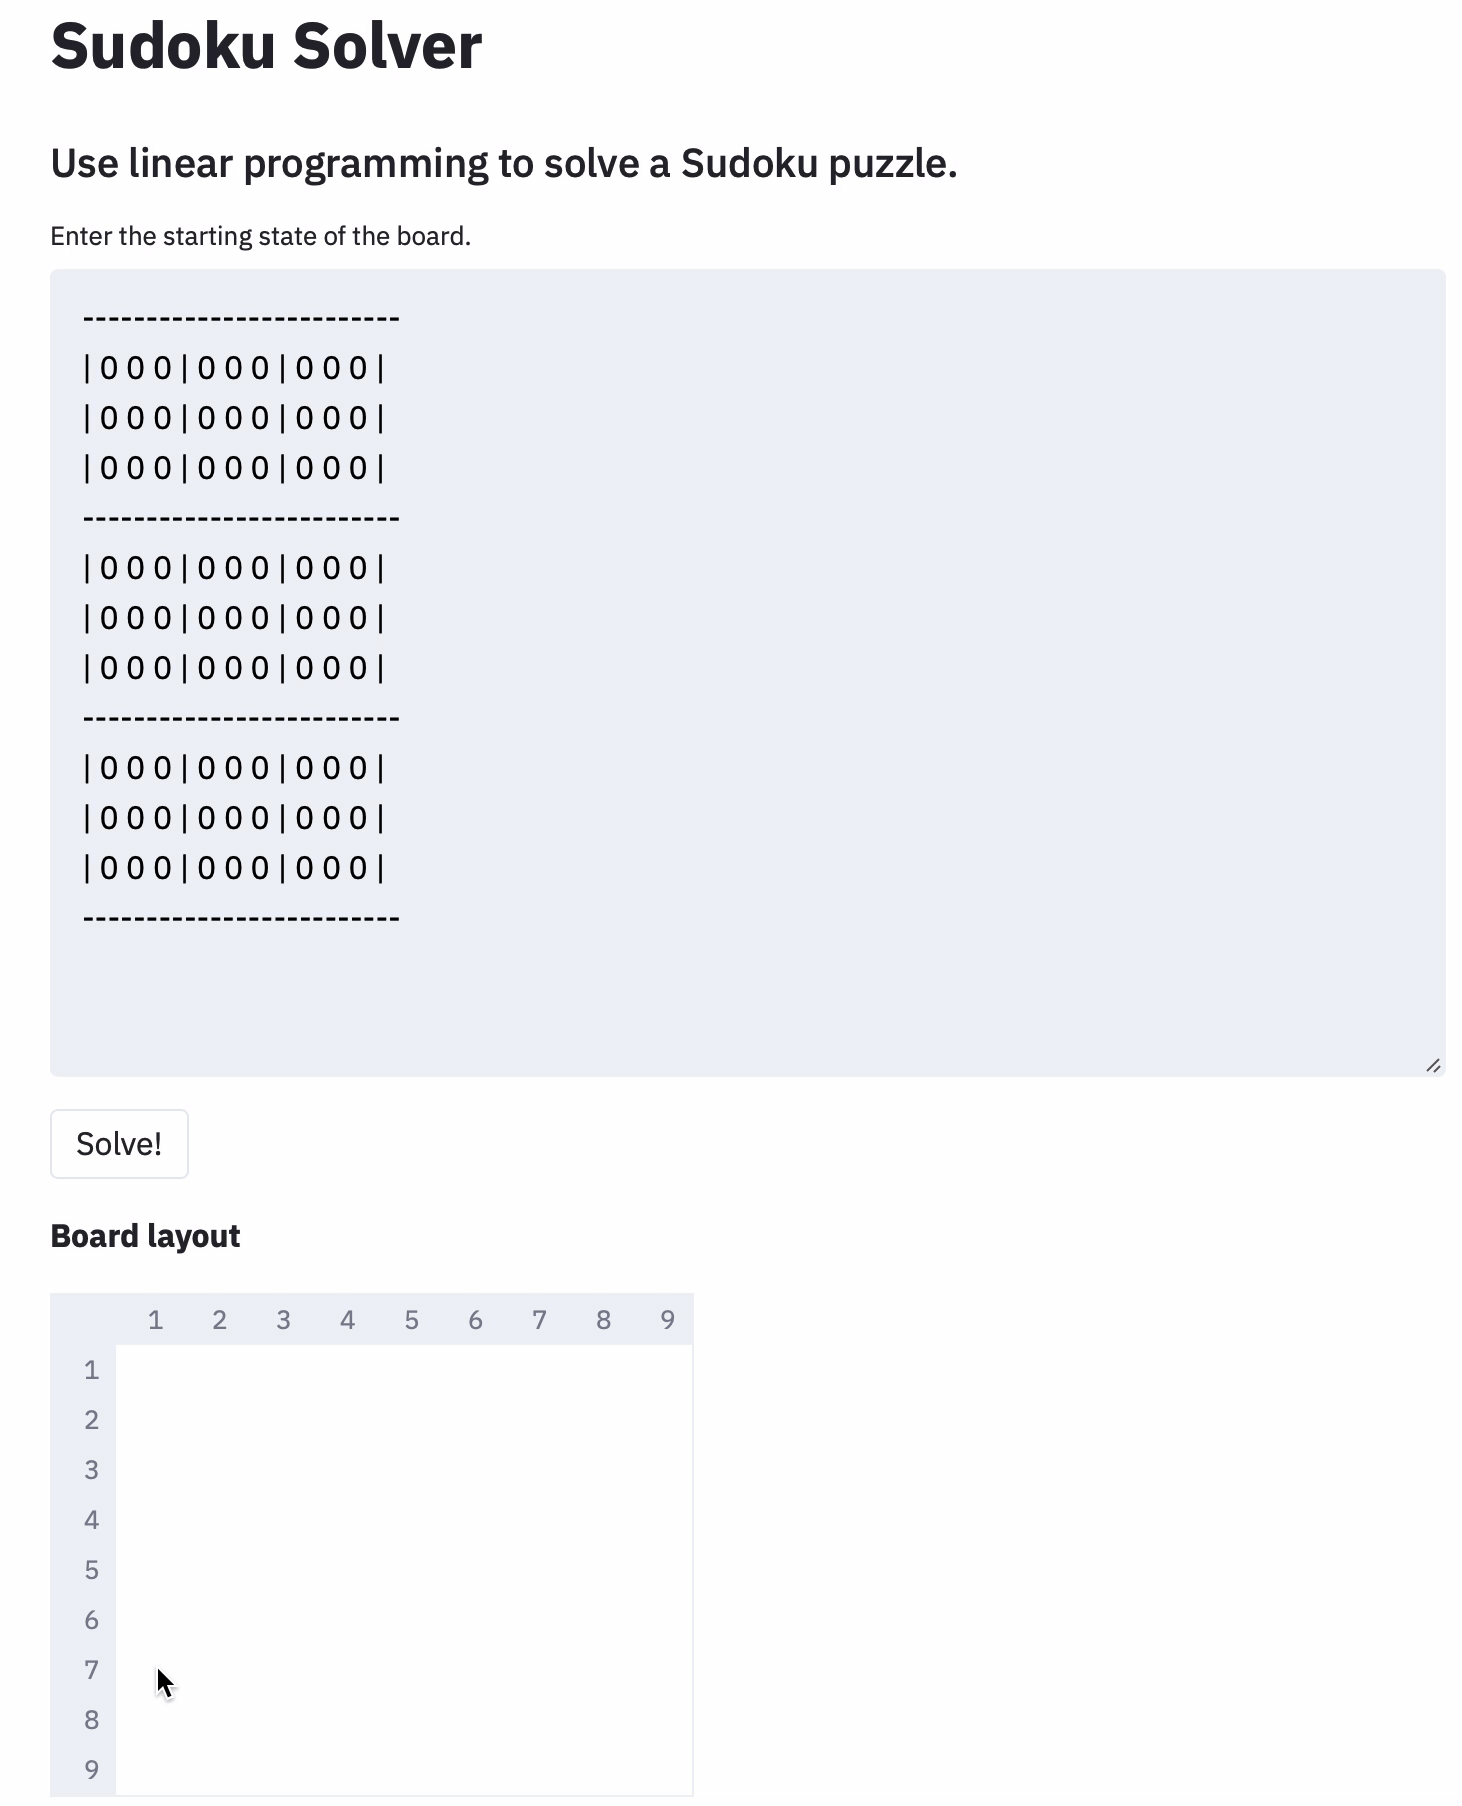 Sudoku Solver
Use linear programming to solve a Sudoku puzzle.
Enter the starting state of the board.
-------------------------
| 0 0 0 | 0 0 0 | 0 0 0 |
| 0 0 0 | 0 0 0 | 0 0 0 |
| 0 0 0 | 0 0 0 | 0 0 0 |
-------------------------
| 0 0 0 | 0 0 0 | 0 0 0 |
| 0 0 0 | 0 0 0 | 0 0 0 |
| 0 0 0 | 0 0 0 | 0 0 0 |
-------------------------
| 0 0 0 | 0 0 0 | 0 0 0 |
| 0 0 0 | 0 0 0 | 0 0 0 |
| 0 0 0 | 0 0 0 | 0 0 0 |
-------------------------
Solve!
Board layout
1 2 3 4 5 6 7 8 9
1
2
3
4
5
6
7
8
9